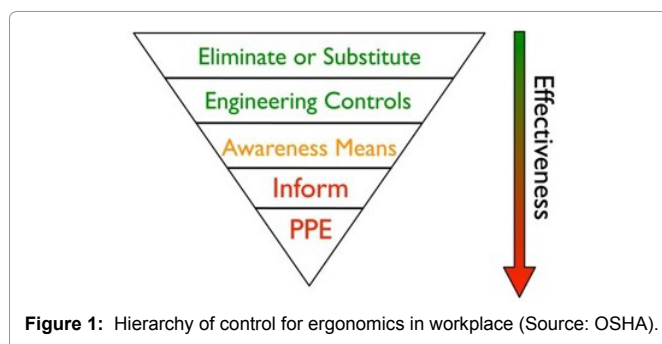 Eliminate or Substitute
Engineering Controls
Awareness Means
Inform
PPE
Effectiveness
Figure 1: Hierarchy of control for ergonomics in workplace (Source: OSHA).